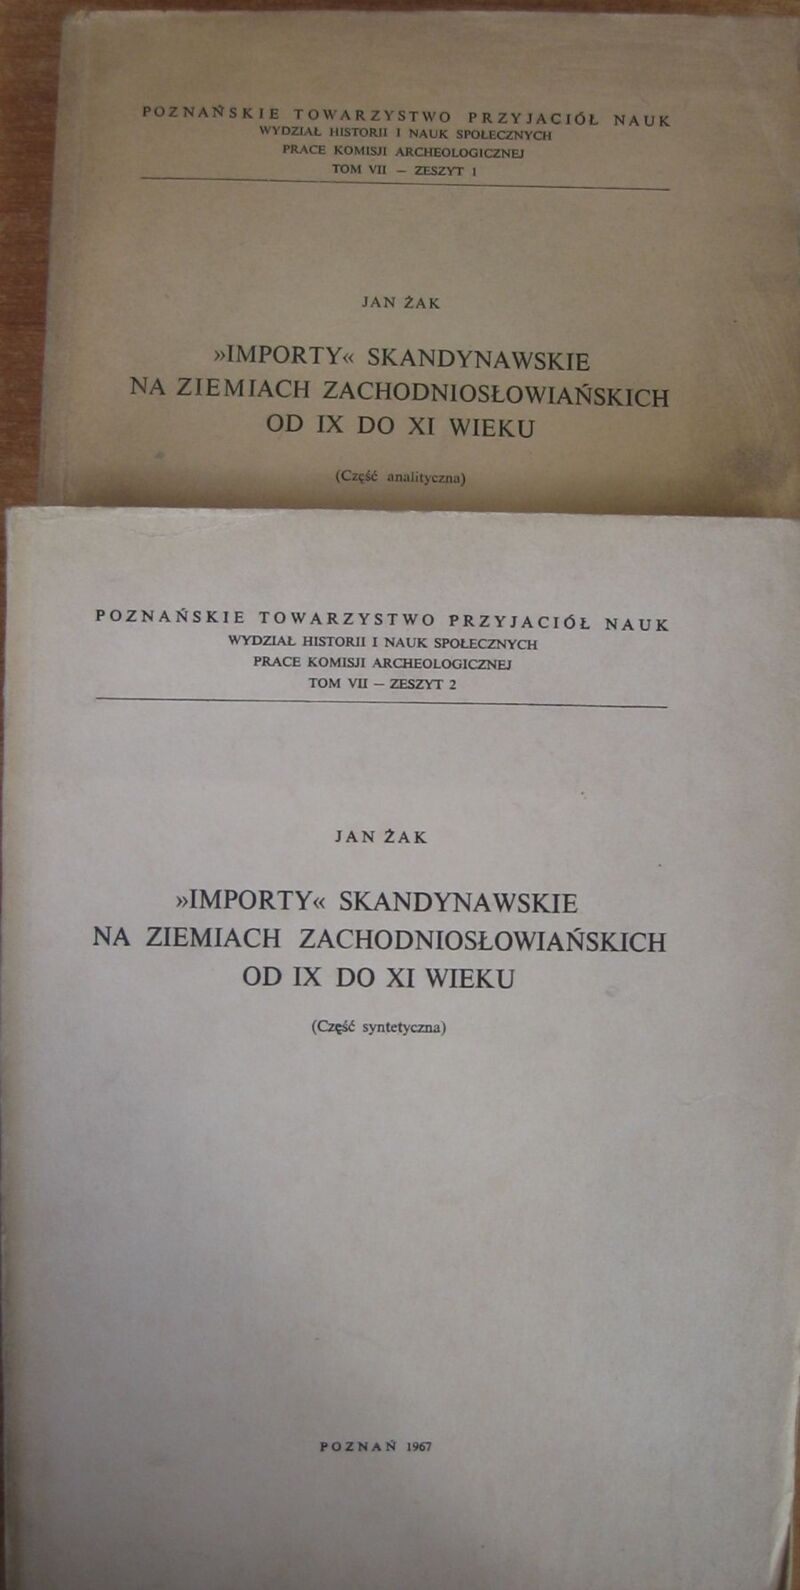 POZNAŃSKIE TOWARZYSTWO PRZYJACIÓŁ NAUK
WYDZIAŁ HISTORII I NAUK SPOŁECZNYCH
PRACE KOMISJI ARCHEOLOGICZNEJ
TOM VII — ZESZYT 1
JAN ŻAK
»IMPORTY« SKANDYNAWSKIE
NA ZIEMIACH ZACHODNIOSŁOWIAŃSKICH
OD IX DO XI WIEKU
(Część analityczna)
POZNAŃSKIE TOWARZYSTWO PRZYJACIÓŁ NAUK
WYDZIAŁ HISTORII I NAUK SPOŁECZNYCH
PRACE KOMISJI ARCHEOLOGICZNEJ
TOM VII — ZESZYT 2
JAN ŻAK
»IMPORTY« SKANDYNAWSKIE
NA ZIEMIACH ZACHODNIOSŁOWIAŃSKICH
OD IX DO XI WIEKU
(Część syntetyczna)
POZNAŃ 1967